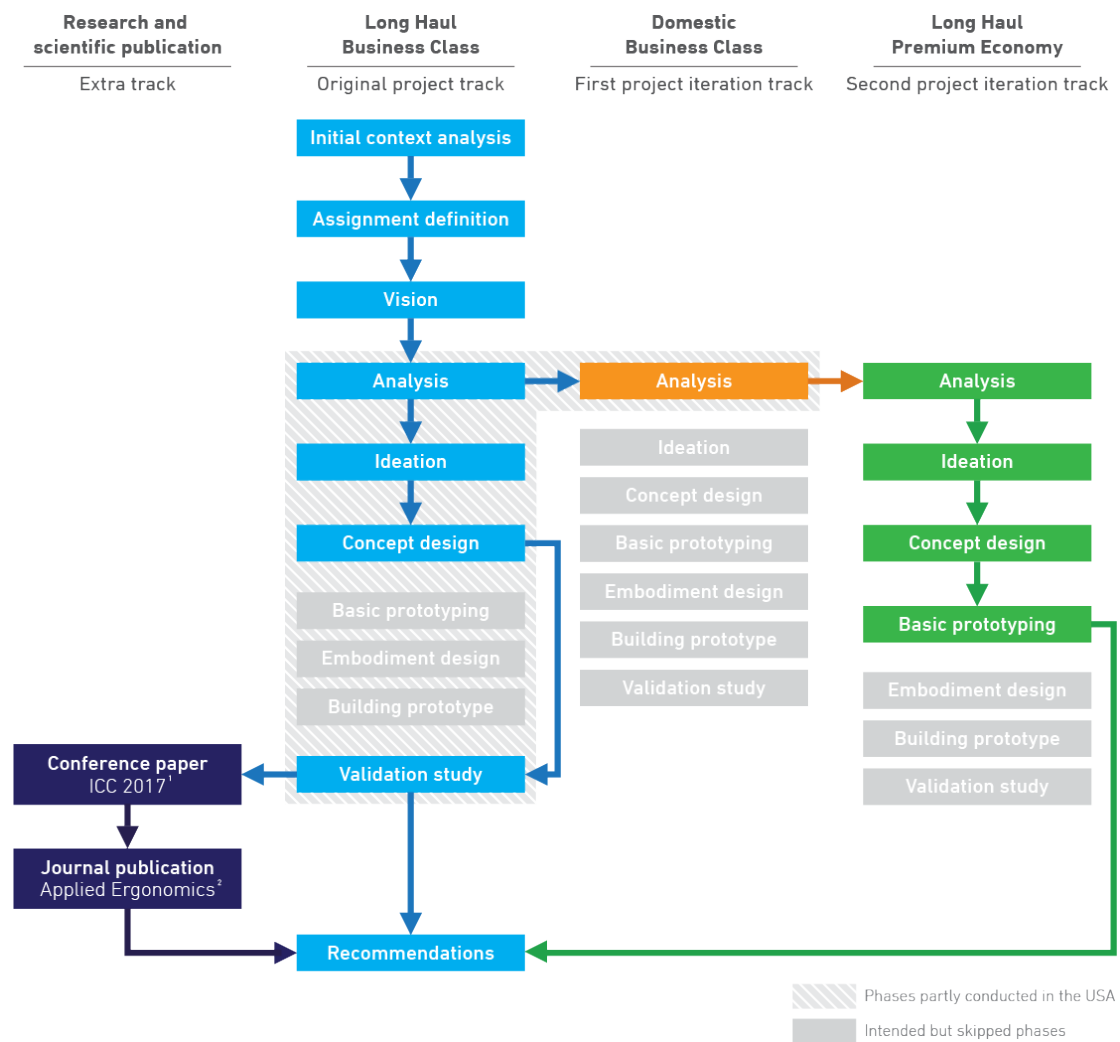 Research and
scientific publication
Extra track
Long Haul
Business Class
Original project track
Domestic
Business Class
First project iteration track
Long Haul
Premium Economy
Second project iteration track
Initial context analysis
Assignment definition
Vision
Analysis
Ideation
Concept design
Basic prototyping
Embodiment design
Building prototype
Validation study
Recommendations
Analysis
Ideation
Concept design
Basic prototyping
Embodiment design
Building prototype
Validation study
Analysis
Ideation
Concept design
Basic prototyping
Embodiment design
Building prototype
Validation study
Conference paper
ICC 2017¹
Journal publication
Applied Ergonomics²
Phases partly conducted in the USA
Intended but skipped phases